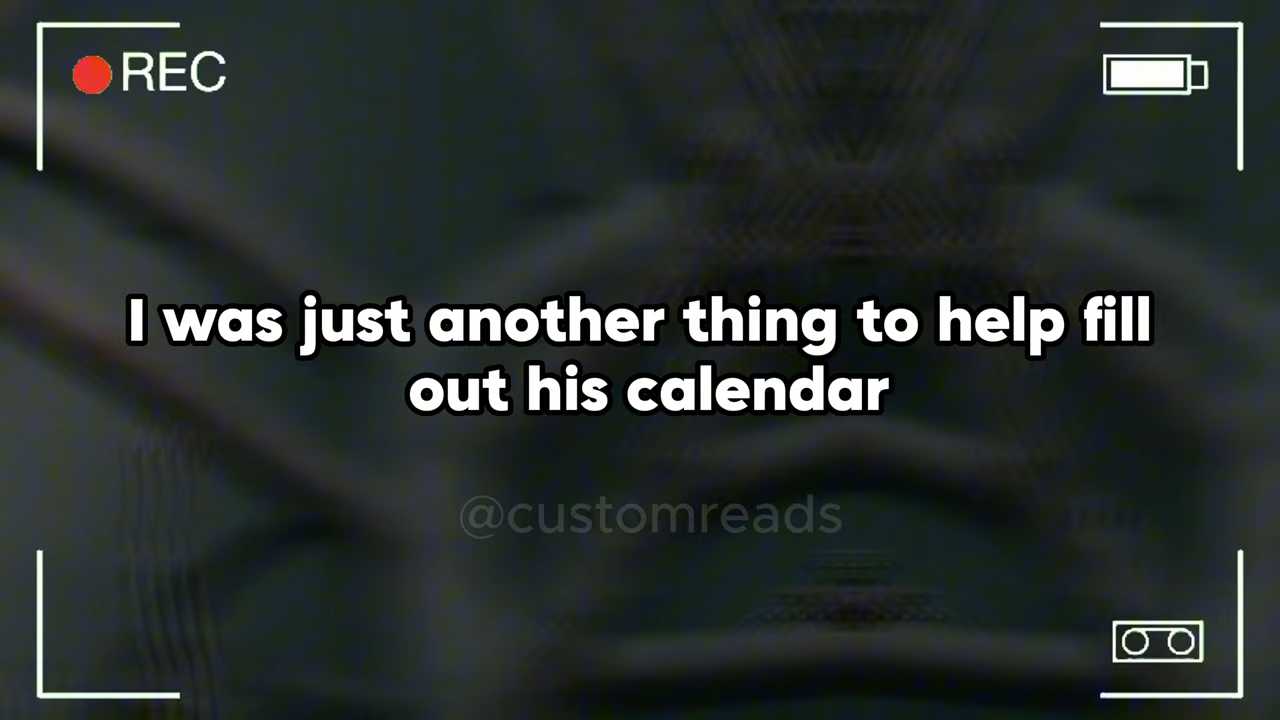 REC
I was just another thing to help fill
out his calendar
@customreads